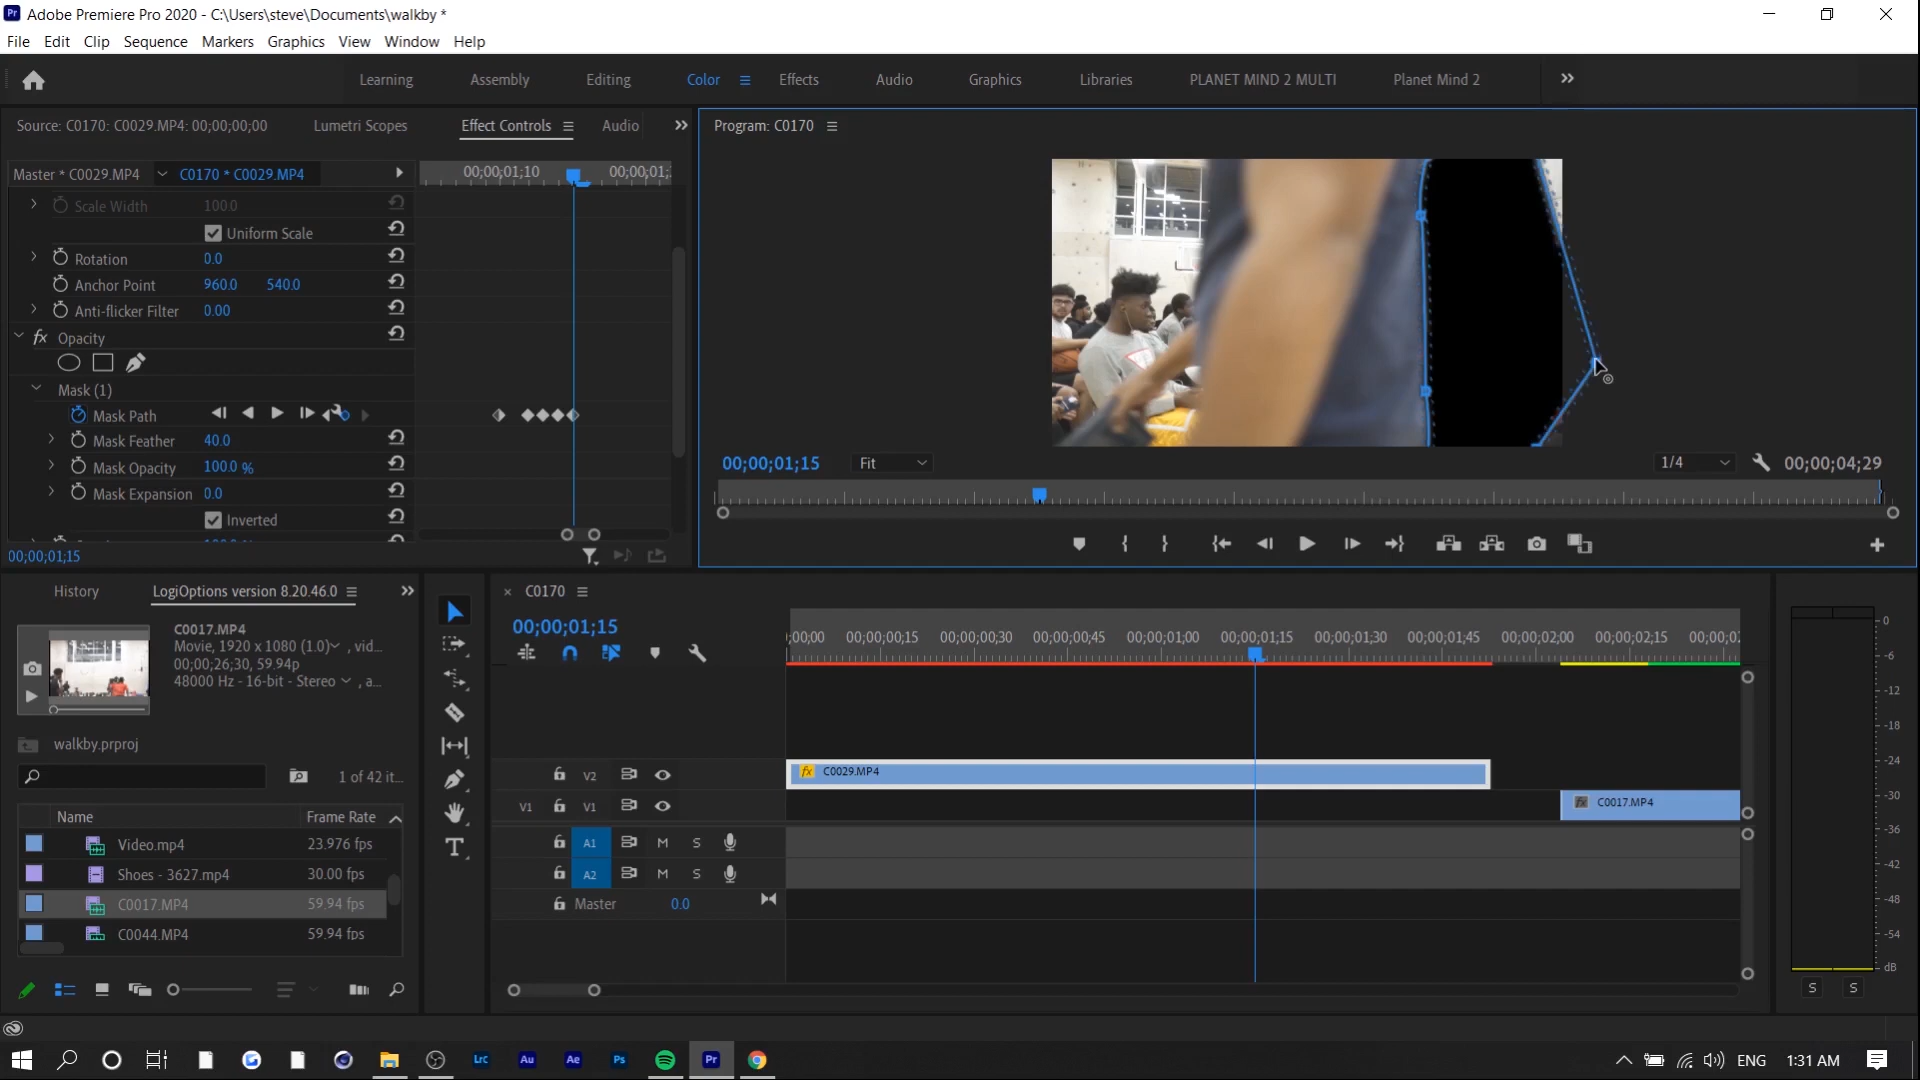 Adobe Premiere Pro 2020 - C:\Users\steve\Documents\walkby *
File Edit Clip Sequence Markers Graphics View Window Help
Learning Assembly Editing Color Effects Audio Graphics Libraries PLANET MIND 2 MULTI Planet Mind 2
Source: C0170: C0029.MP4: 00;00;00;00 Lumetri Scopes Effect Controls Audio
Program: C0170
Master * C0029.MP4 C0170 * C0029.MP4
00;00;01;10 00;00;01;
Scale Width 100.0
Uniform Scale
Rotation 0.0
Anchor Point 960.0 540.0
Anti-flicker Filter 0.00
fx Opacity
Mask (1)
Mask Path
Mask Feather 40.0
Mask Opacity 100.0 %
Mask Expansion 0.0
Inverted
00;00;01;15
00;00;01;15 Fit 1/4 00;00;04;29
History LogiOptions version 8.20.46.0
C0017.MP4
Movie, 1920 x 1080 (1.0) , vid...
00;00;26;30, 59.94p
48000 Hz - 16-bit - Stereo , a...
walkby.prproj
1 of 42 it...
Name Frame Rate
Video.mp4 23.976 fps
Shoes - 3627.mp4 30.00 fps
C0017.MP4 59.94 fps
C0044.MP4 59.94 fps
C0170
00;00;01;15
;00;00 00;00;00;15 00;00;00;30 00;00;00;45 00;00;01;00 00;00;01;15 00;00;01;30 00;00;01;45 00;00;02;00 00;00;02;15 00;00;0
V2 fx C0029.MP4
V1 V1 fx C0017.MP4
A1 M S
A2 M S
Master 0.0
0
-6
-12
-18
-24
-30
-36
-42
-48
-54
dB
S S
Lrc Au Ae Ps Pr
ENG 1:31 AM